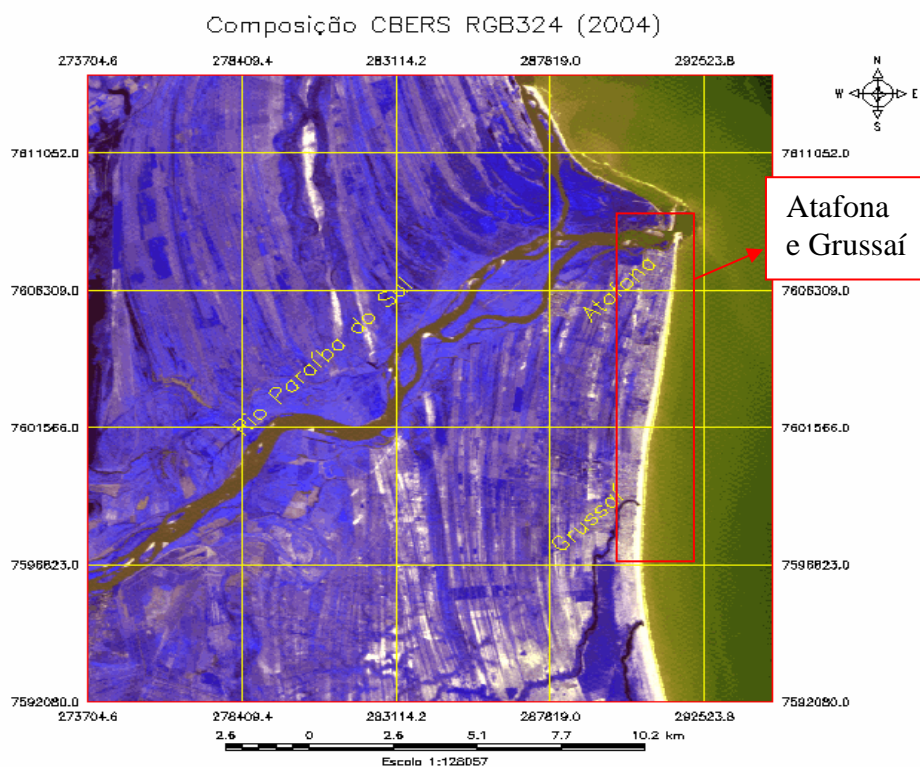 Composição CBERS RGB324 (2004)
273704.6 278409.4 283114.2 287819.0 292523.8
N
W E
S
7611052.0 7611052.0
Atafona
e Grussaí
Atafona
7606309.0 7606309.0
Rio Paraíba do Sul
7601566.0 7601566.0
Grussaí
7596823.0 7596823.0
7592080.0 7592080.0
273704.6 278409.4 283114.2 287819.0 292523.8
2.6 0 2.6 5.1 7.7 10.2 km
Escala 1:128057